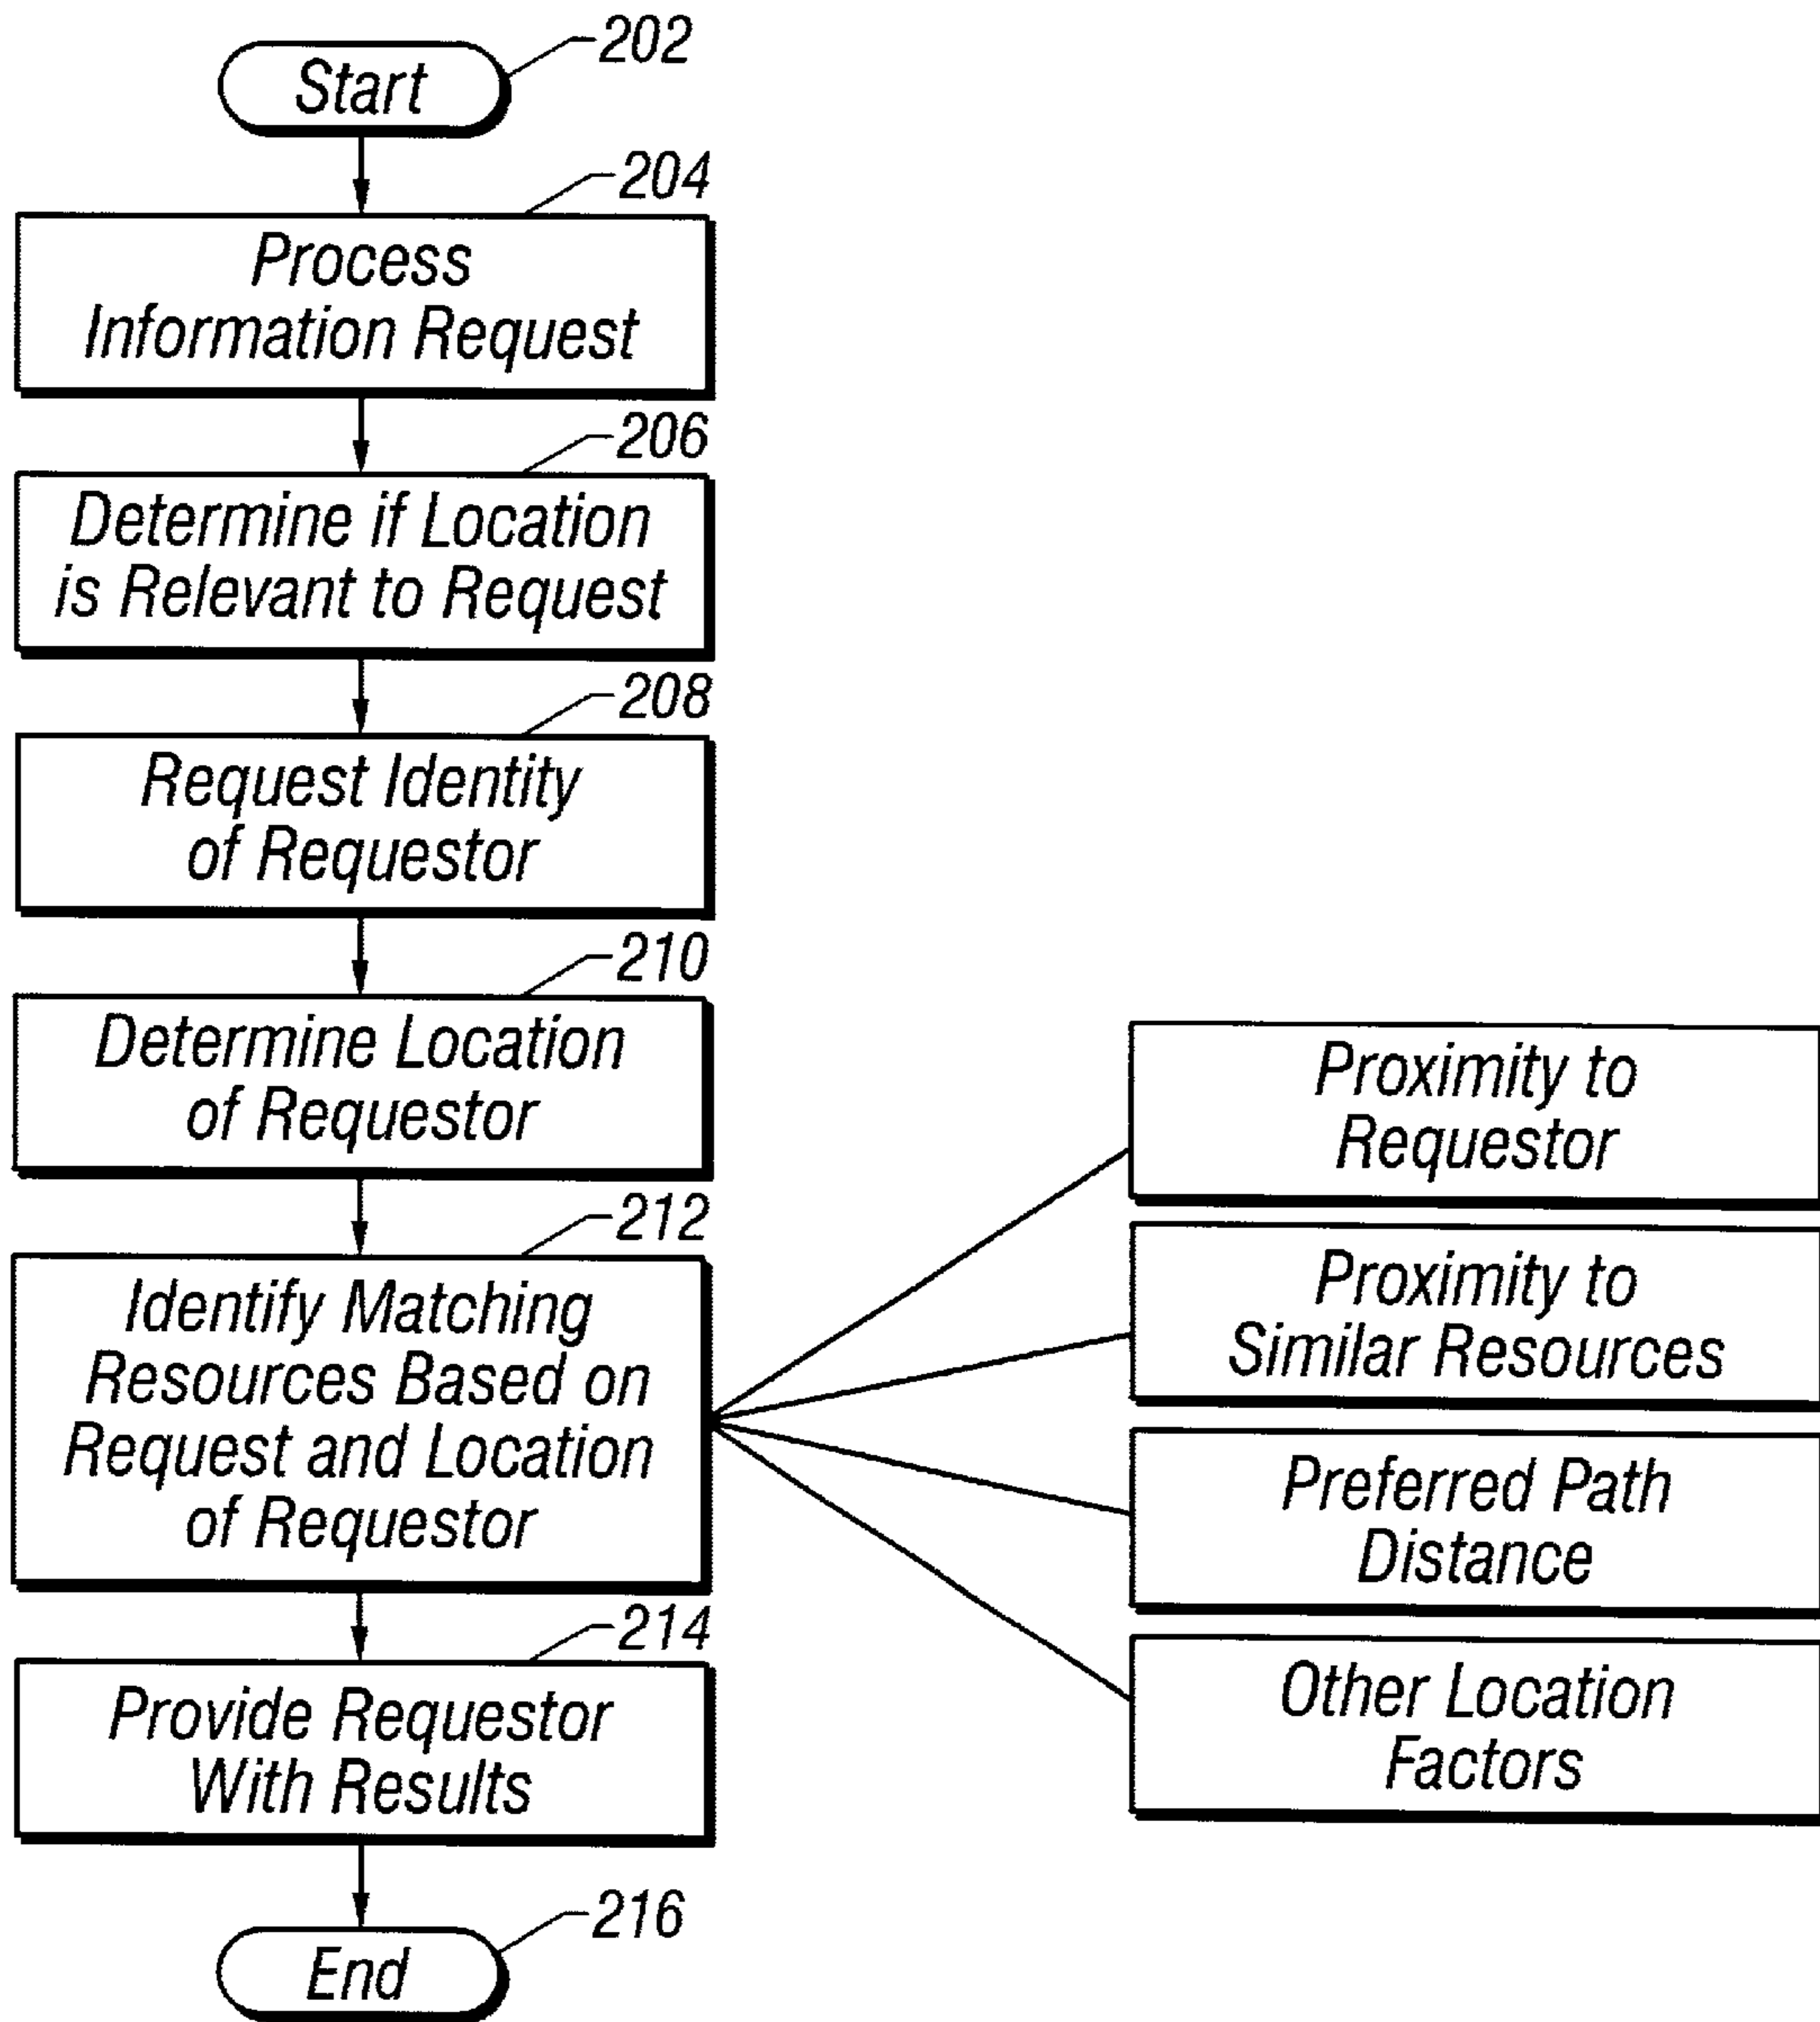 Start
202
204
Process
Information Request
206
Determine if Location
is Relevant to Request
208
Request Identity
of Requestor
210
Determine Location
of Requestor
212
Identify Matching
Resources Based on
Request and Location
of Requestor
Proximity to
Requestor
Proximity to
Similar Resources
Preferred Path
Distance
Other Location
Factors
214
Provide Requestor
With Results
216
End